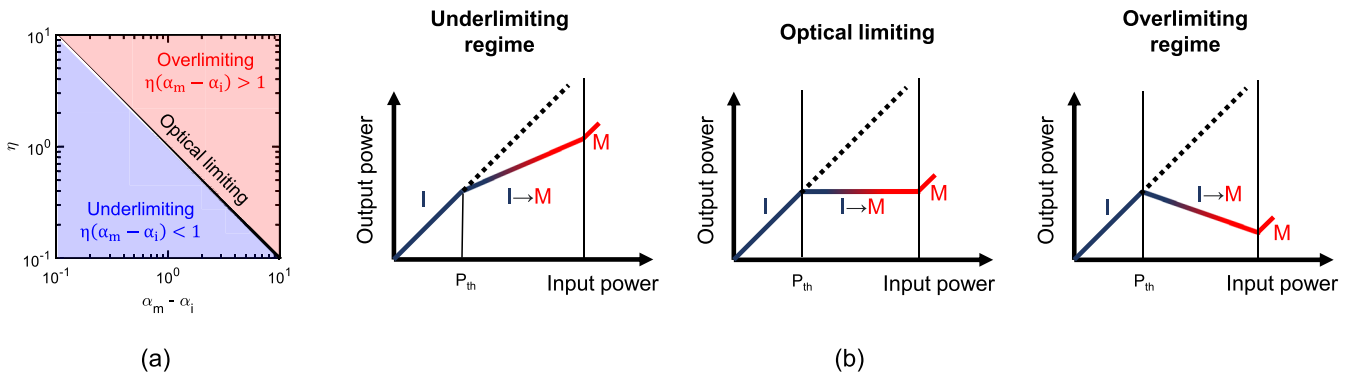 10^1
10^0
10^-1
η
Overlimiting
η(α_m − α_i) > 1
Optical limiting
Underlimiting
η(α_m − α_i) < 1
10^-1
10^0
10^1
α_m - α_i
(a)
Underlimiting
regime
Output power
I
I→M
M
P_th
Input power
Optical limiting
Output power
I
I→M
M
P_th
Input power
Overlimiting
regime
Output power
I
I→M
M
P_th
Input power
(b)